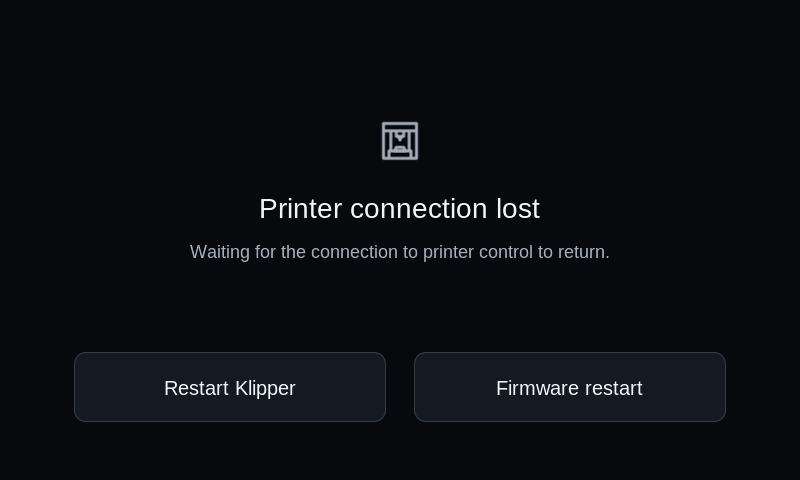 Printer connection lost
Waiting for the connection to printer control to return.
Restart Klipper
Firmware restart